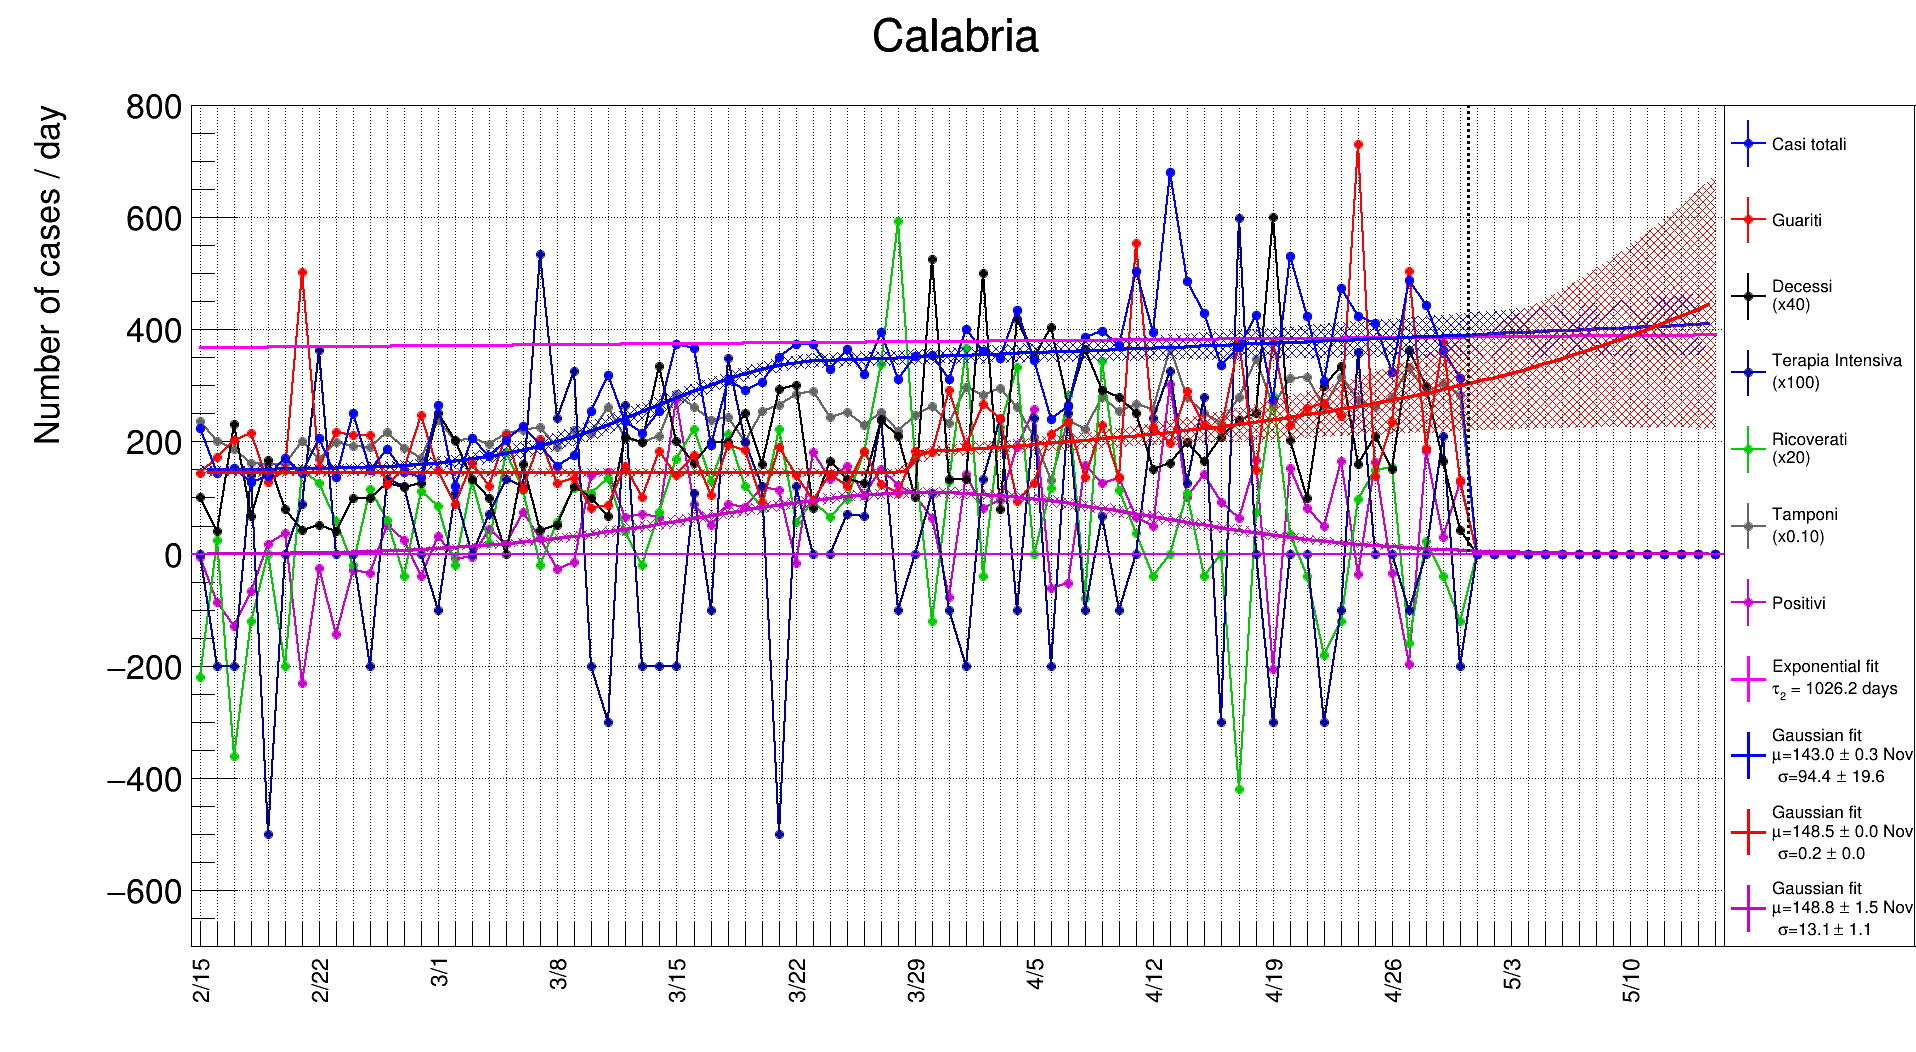 Calabria
Number of cases / day
800
600
400
200
0
−200
−400
−600
2/15
2/22
3/1
3/8
3/15
3/22
3/29
4/5
4/12
4/19
4/26
5/3
5/10
Casi totali
Guariti
Decessi
(x40)
Terapia Intensiva
(x100)
Ricoverati
(x20)
Tamponi
(x0.10)
Positivi
Exponential fit
τ2 = 1026.2 days
Gaussian fit
μ=143.0 ± 0.3 Nov
σ=94.4 ± 19.6
Gaussian fit
μ=148.5 ± 0.0 Nov
σ=0.2 ± 0.0
Gaussian fit
μ=148.8 ± 1.5 Nov
σ=13.1 ± 1.1